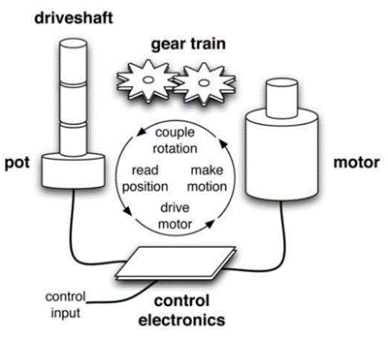 driveshaft
gear train
pot
motor
couple
rotation
read
position
make
motion
drive
motor
control
input
control
electronics